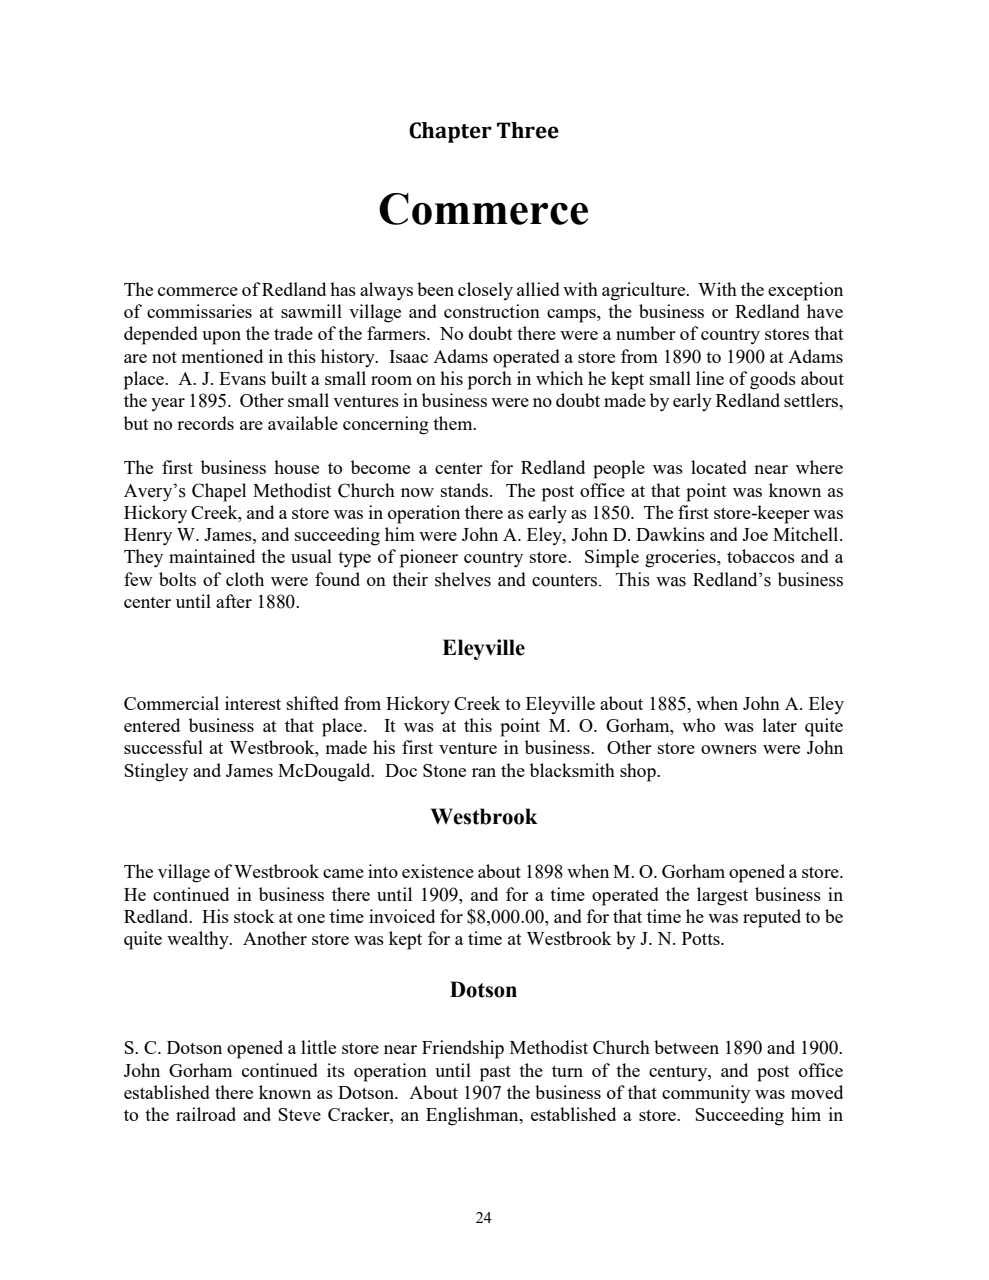 Chapter Three
Commerce
The commerce of Redland has always been closely allied with agriculture.  With the exception
of commissaries at sawmill village and construction camps, the business or Redland have
depended upon the trade of the farmers.  No doubt there were a number of country stores that
are not mentioned in this history.  Isaac Adams operated a store from 1890 to 1900 at Adams
place.  A. J. Evans built a small room on his porch in which he kept small line of goods about
the year 1895.  Other small ventures in business were no doubt made by early Redland settlers,
but no records are available concerning them.
The first business house to become a center for Redland people was located near where
Avery’s Chapel Methodist Church now stands.  The post office at that point was known as
Hickory Creek, and a store was in operation there as early as 1850.  The first store-keeper was
Henry W. James, and succeeding him were John A. Eley, John D. Dawkins and Joe Mitchell.
They maintained the usual type of pioneer country store.  Simple groceries, tobaccos and a
few bolts of cloth were found on their shelves and counters.  This was Redland’s business
center until after 1880.
Eleyville
Commercial interest shifted from Hickory Creek to Eleyville about 1885, when John A. Eley
entered business at that place.  It was at this point M. O. Gorham, who was later quite
successful at Westbrook, made his first venture in business.  Other store owners were John
Stingley and James McDougald.  Doc Stone ran the blacksmith shop.
Westbrook
The village of Westbrook came into existence about 1898 when M. O. Gorham opened a store.
He continued in business there until 1909, and for a time operated the largest business in
Redland.  His stock at one time invoiced for $8,000.00, and for that time he was reputed to be
quite wealthy.  Another store was kept for a time at Westbrook by J. N. Potts.
Dotson
S. C. Dotson opened a little store near Friendship Methodist Church between 1890 and 1900.
John Gorham continued its operation until past the turn of the century, and post office
established there known as Dotson.  About 1907 the business of that community was moved
to the railroad and Steve Cracker, an Englishman, established a store.  Succeeding him in
24